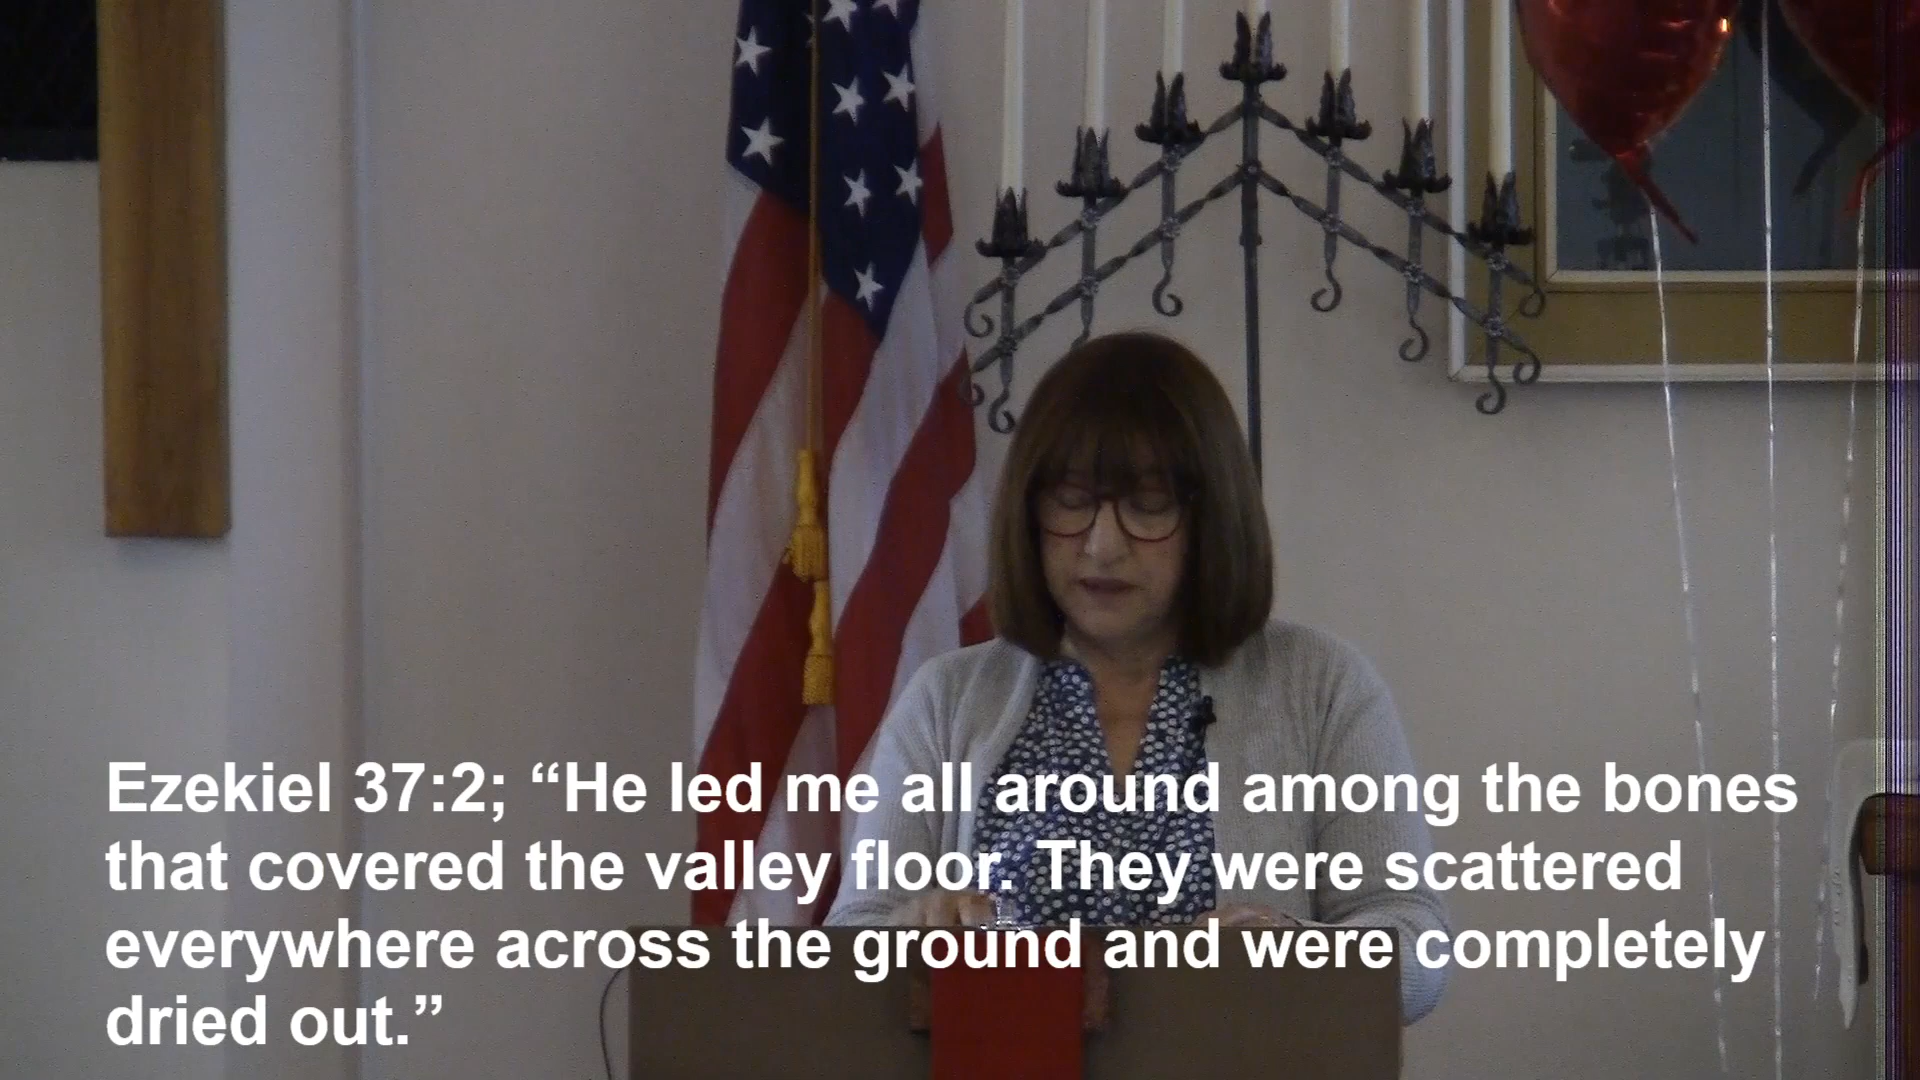 Ezekiel 37:2; “He led me all around among the bones
that covered the valley floor. They were scattered
everywhere across the ground and were completely
dried out.”